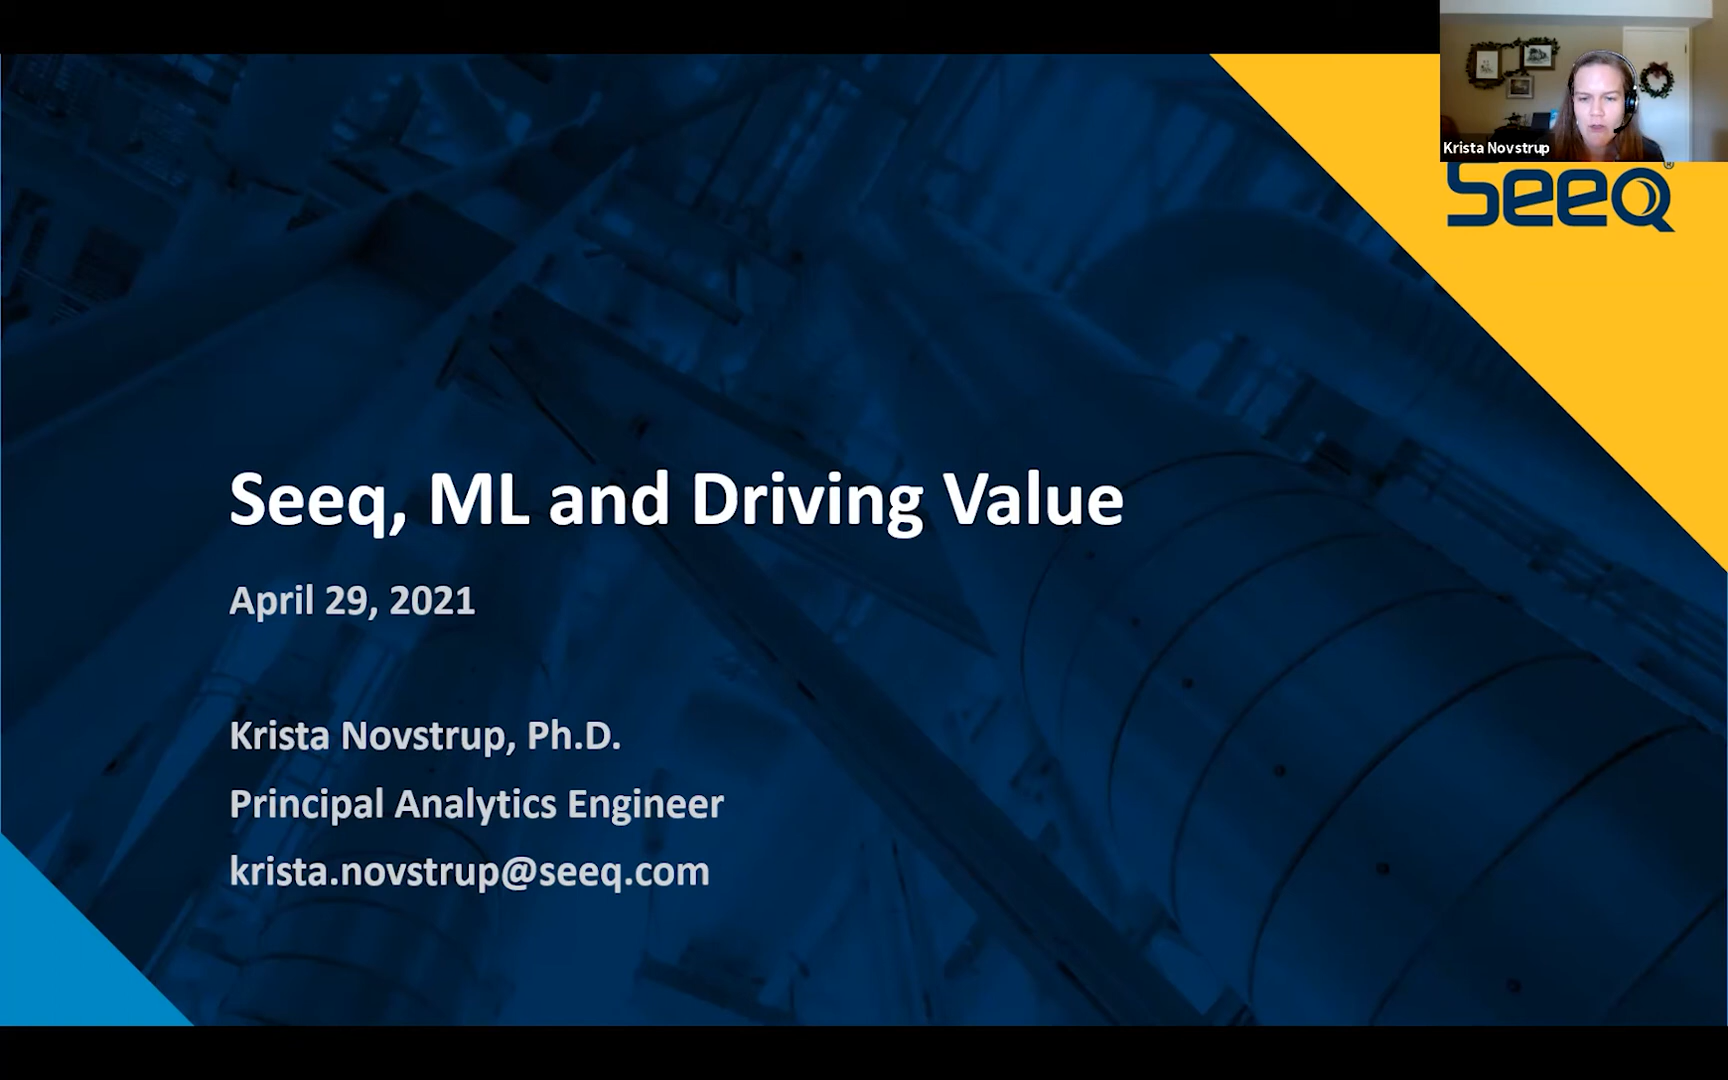 Krista Novstrup
Seeq®
Seeq, ML and Driving Value
April 29, 2021
Krista Novstrup, Ph.D.
Principal Analytics Engineer
krista.novstrup@seeq.com